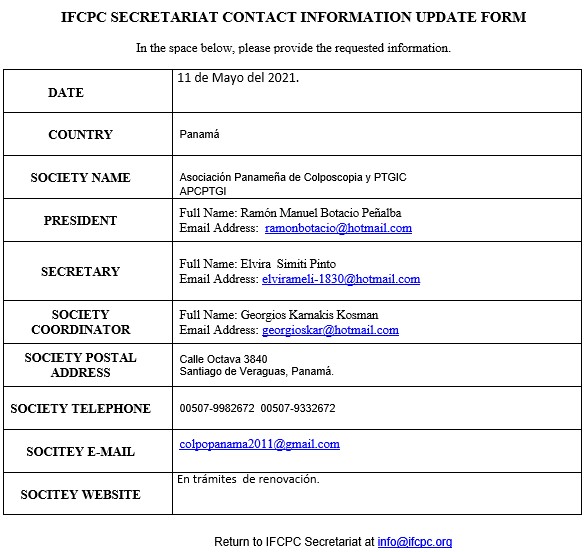 IFCPC SECRETARIAT CONTACT INFORMATION UPDATE FORM
In the space below, please provide the requested information.
DATE
11 de Mayo del 2021.
COUNTRY
Panamá
SOCIETY NAME
Asociación Panameña de Colposcopia y PTGIC
APCPTGI
PRESIDENT
Full Name: Ramón Manuel Botacio Peñalba
Email Address: ramonbotacio@hotmail.com
SECRETARY
Full Name: Elvira Simiti Pinto
Email Address: elvirameli-1830@hotmail.com
SOCIETY
COORDINATOR
Full Name: Georgios Karnakis Kosman
Email Address: georgioskar@hotmail.com
SOCIETY POSTAL
ADDRESS
Calle Octava 3840
Santiago de Veraguas, Panamá.
SOCIETY TELEPHONE
00507-9982672 00507-9332672
SOCITEY E-MAIL
colpopanama2011@gmail.com
SOCITEY WEBSITE
En trámites de renovación.
Return to IFCPC Secretariat at info@ifcpc.org